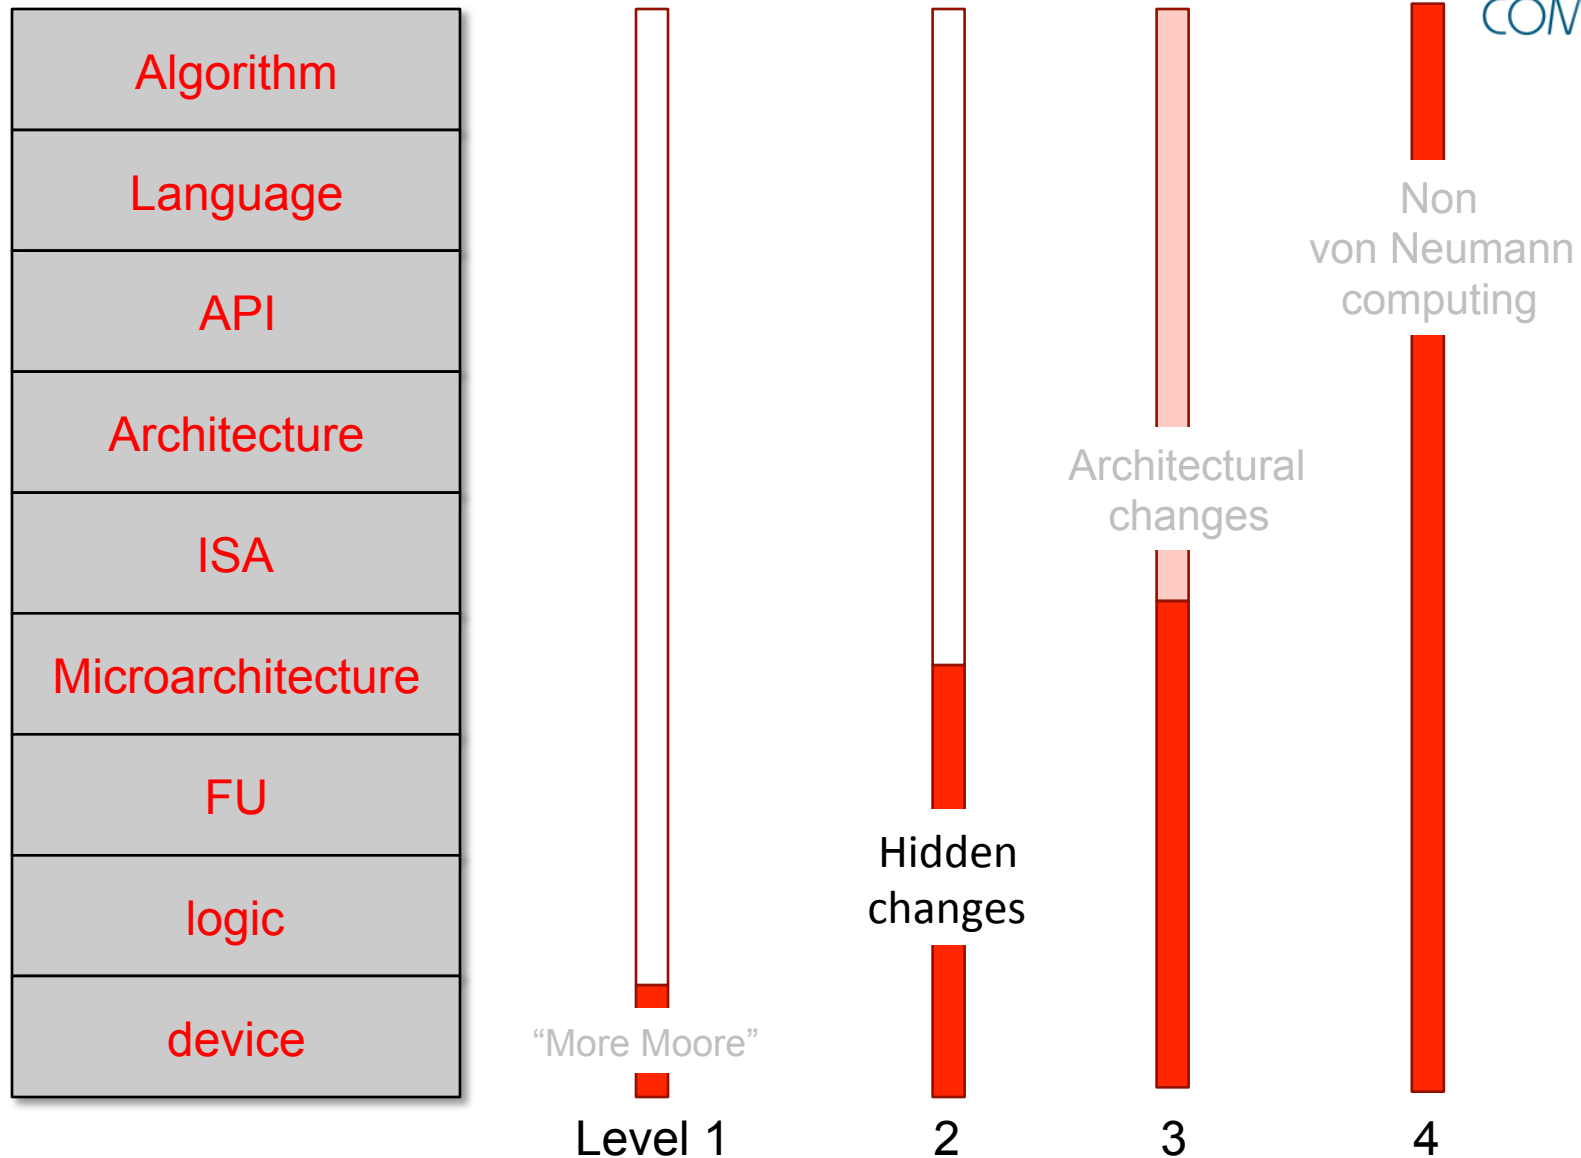 Algorithm
Language
API
Architecture
ISA
Microarchitecture
FU
logic
device
“More Moore”
Hidden
changes
Architectural
changes
Non
von Neumann
computing
Level 1
2
3
4